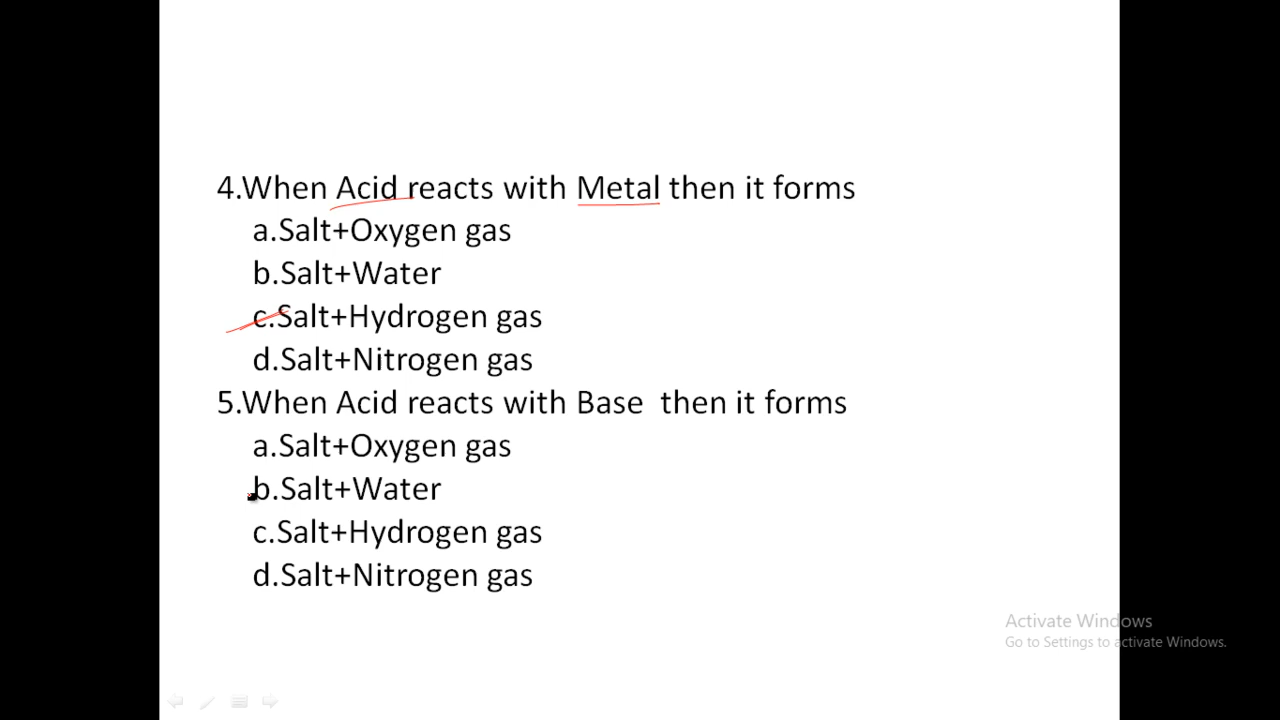 4.When Acid reacts with Metal then it forms
a.Salt+Oxygen gas
b.Salt+Water
c.Salt+Hydrogen gas
d.Salt+Nitrogen gas
5.When Acid reacts with Base  then it forms
a.Salt+Oxygen gas
b.Salt+Water
c.Salt+Hydrogen gas
d.Salt+Nitrogen gas
Activate Windows
Go to Settings to activate Windows.